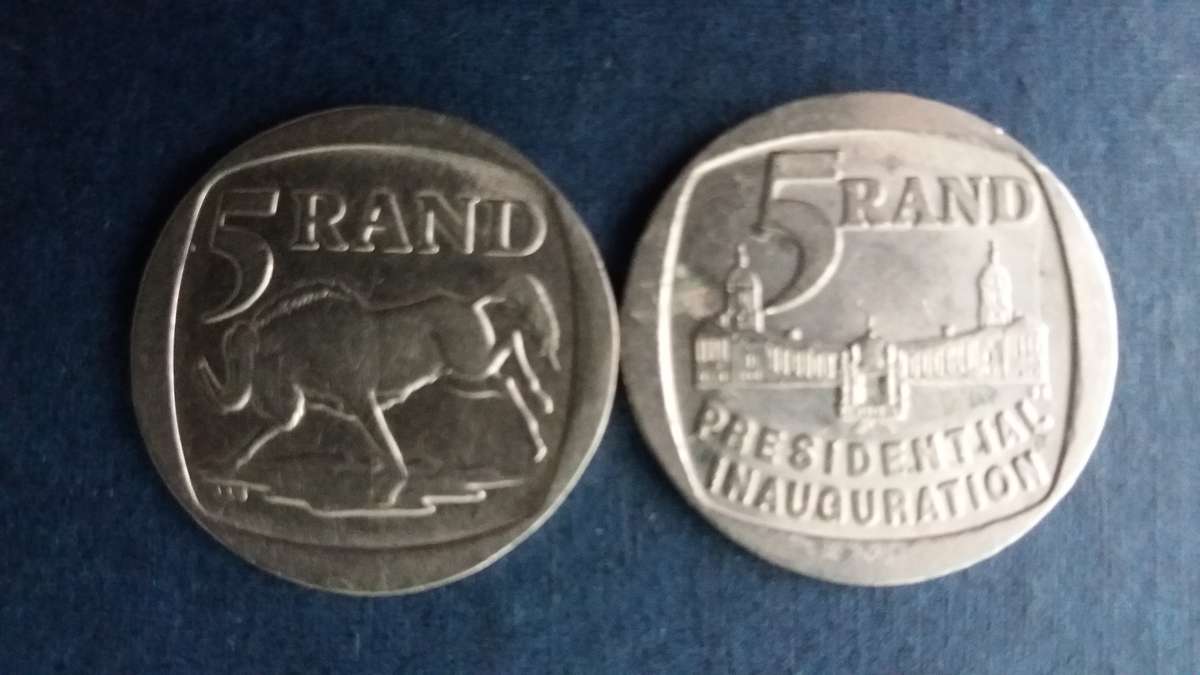 5 RAND
5 RAND
PRESIDENTIAL
INAUGURATION